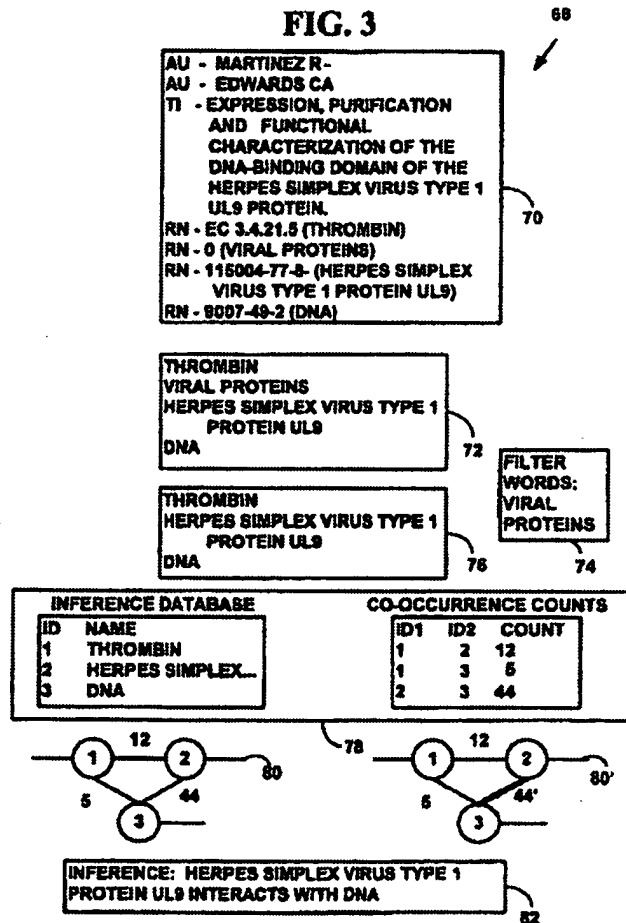 FIG. 3
68
AU - MARTINEZ R-
AU - EDWARDS CA
TI - EXPRESSION, PURIFICATION
AND FUNCTIONAL
CHARACTERIZATION OF THE
DNA-BINDING DOMAIN OF THE
HERPES SIMPLEX VIRUS TYPE 1
UL9 PROTEIN.
RN - EC 3.4.21.5 (THROMBIN)
RN - 0 (VIRAL PROTEINS)
RN - 115004-77-8- (HERPES SIMPLEX
VIRUS TYPE 1 PROTEIN UL9)
RN - 9007-49-2 (DNA)
70
THROMBIN
VIRAL PROTEINS
HERPES SIMPLEX VIRUS TYPE 1
PROTEIN UL9
DNA
72
FILTER
WORDS:
VIRAL
PROTEINS
74
THROMBIN
HERPES SIMPLEX VIRUS TYPE 1
PROTEIN UL9
DNA
76
INFERENCE DATABASE
ID NAME
1 THROMBIN
2 HERPES SIMPLEX...
3 DNA
CO-OCCURRENCE COUNTS
ID1 ID2 COUNT
1 2 12
1 3 5
2 3 44
78
1 12 2 80
5 44
3
1 12 2 80'
5 44'
3
INFERENCE: HERPES SIMPLEX VIRUS TYPE 1
PROTEIN UL9 INTERACTS WITH DNA
82